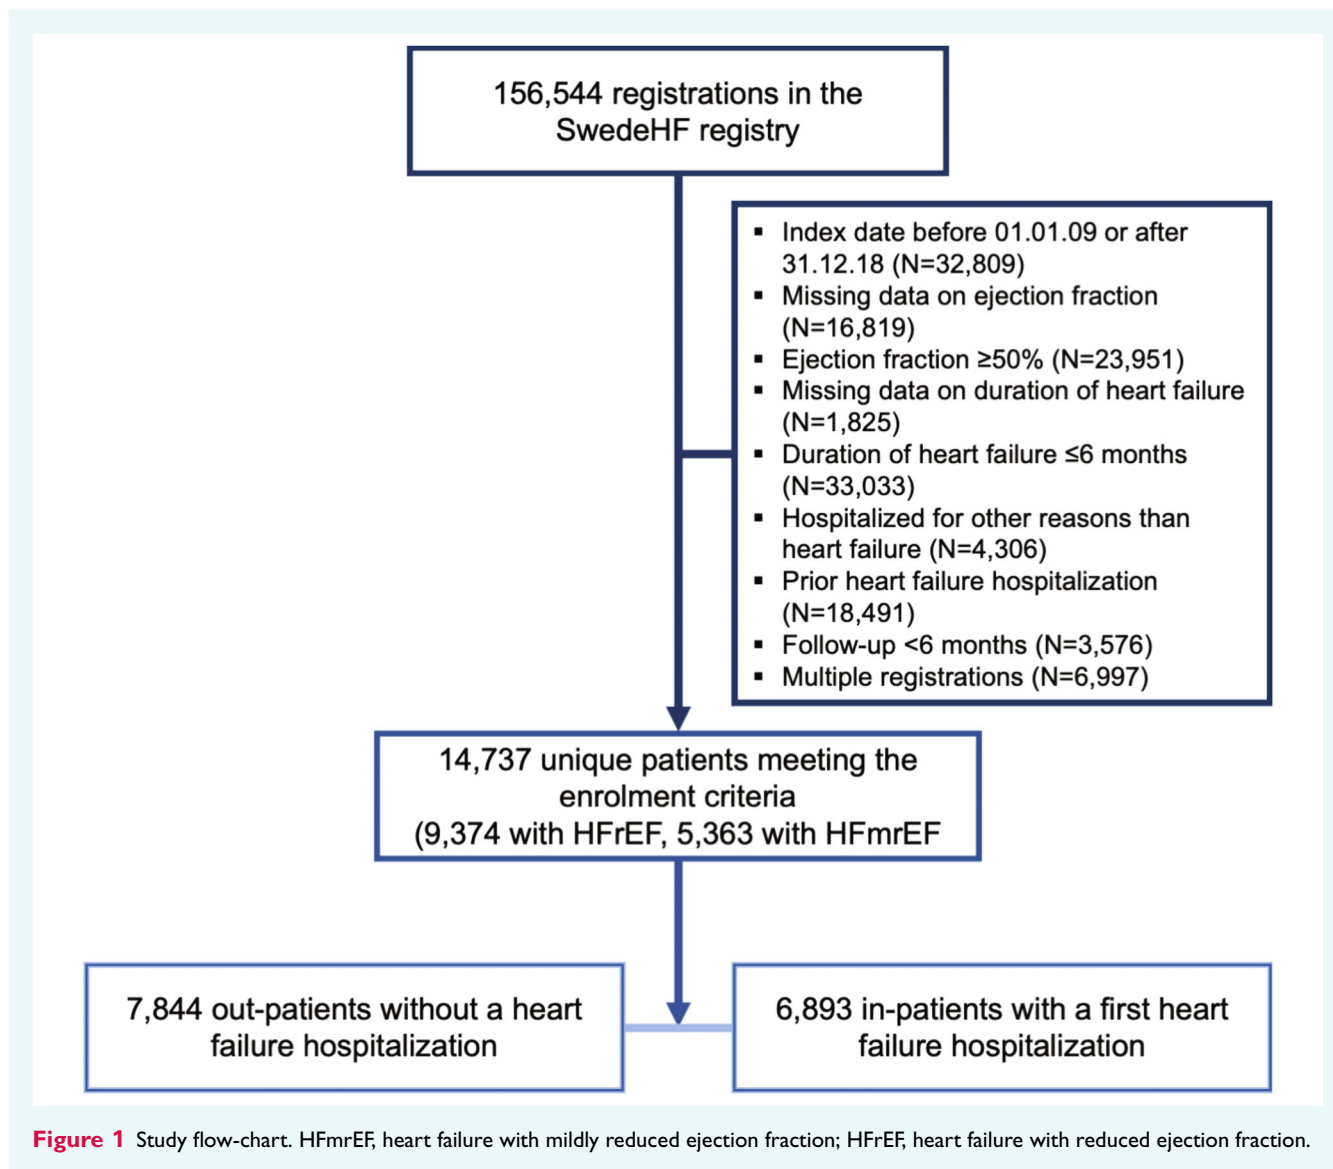 156,544 registrations in the
SwedeHF registry
▪ Index date before 01.01.09 or after
31.12.18 (N=32,809)
▪ Missing data on ejection fraction
(N=16,819)
▪ Ejection fraction ≥50% (N=23,951)
▪ Missing data on duration of heart failure
(N=1,825)
▪ Duration of heart failure ≤6 months
(N=33,033)
▪ Hospitalized for other reasons than
heart failure (N=4,306)
▪ Prior heart failure hospitalization
(N=18,491)
▪ Follow-up <6 months (N=3,576)
▪ Multiple registrations (N=6,997)
14,737 unique patients meeting the
enrolment criteria
(9,374 with HFrEF, 5,363 with HFmrEF
7,844 out-patients without a heart
failure hospitalization
6,893 in-patients with a first heart
failure hospitalization
Figure 1 Study flow-chart. HFmrEF, heart failure with mildly reduced ejection fraction; HFrEF, heart failure with reduced ejection fraction.